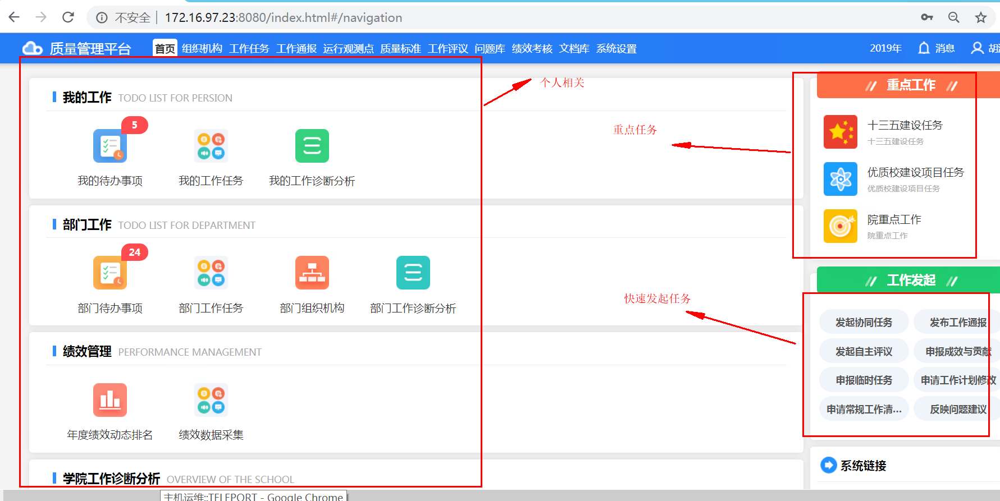 不安全 172.16.97.23:8080/index.html#/navigation
质量管理平台 首页 组织机构 工作任务 工作通报 运行观测点 质量标准 工作评议 问题库 绩效考核 文档库 系统设置 2019年 消息
个人相关
我的工作 TODO LIST FOR PERSION
5
我的待办事项 我的工作任务 我的工作诊断分析
重点任务
部门工作 TODO LIST FOR DEPARTMENT
24
部门待办事项 部门工作任务 部门组织机构 部门工作诊断分析
快速发起任务
绩效管理 PERFORMANCE MANAGEMENT
年度绩效动态排名 绩效数据采集
学院工作诊断分析 OVERVIEW OF THE SCHOOL
重点工作
十三五建设任务
十三五建设任务
优质校建设项目任务
优质校建设项目任务
院重点工作
院重点工作
工作发起
发起协同任务 发布工作通报
发起自主评议 申报成效与贡献
申报临时任务 申请工作计划修改
申请常规工作清... 反映问题建议
系统链接
主机运维::TELEPORT - Google Chrome